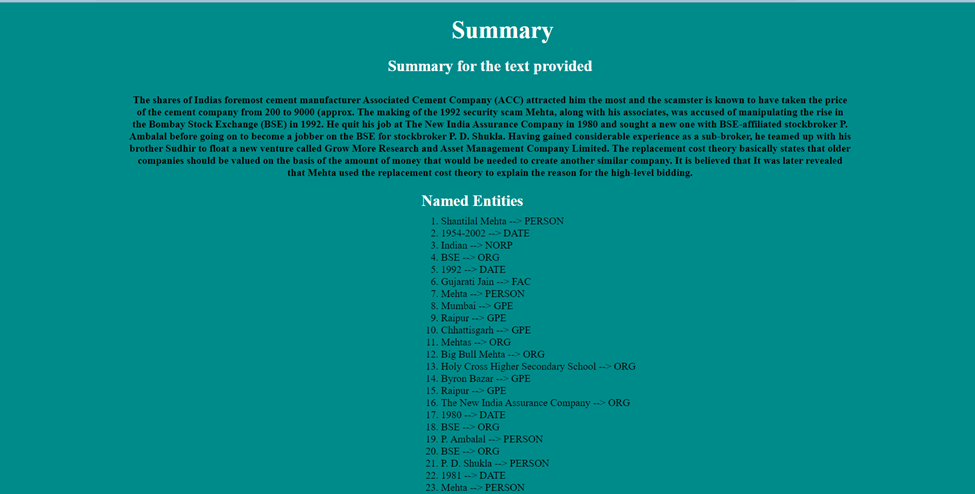 Summary
Summary for the text provided
The shares of Indias foremost cement manufacturer Associated Cement Company (ACC) attracted him the most and the scamster is known to have taken the price
of the cement company from 200 to 9000 (approx. The making of the 1992 security scam Mehta, along with his associates, was accused of manipulating the rise in
the Bombay Stock Exchange (BSE) in 1992. He quit his job at The New India Assurance Company in 1980 and sought a new one with BSE-affiliated stockbroker P.
Ambalal before going on to become a jobber on the BSE for stockbroker P. D. Shukla. Having gained considerable experience as a sub-broker, he teamed up with his
brother Sudhir to float a new venture called Grow More Research and Asset Management Company Limited. The replacement cost theory basically states that older
companies should be valued on the basis of the amount of money that would be needed to create another similar company. It is believed that It was later revealed
that Mehta used the replacement cost theory to explain the reason for the high-level bidding.
Named Entities
1. Shantilal Mehta --> PERSON
2. 1954-2002 --> DATE
3. Indian --> NORP
4. BSE --> ORG
5. 1992 --> DATE
6. Gujarati Jain --> FAC
7. Mehta --> PERSON
8. Mumbai --> GPE
9. Raipur --> GPE
10. Chhattisgarh --> GPE
11. Mehtas --> ORG
12. Big Bull Mehta --> ORG
13. Holy Cross Higher Secondary School --> ORG
14. Byron Bazar --> GPE
15. Raipur --> GPE
16. The New India Assurance Company --> ORG
17. 1980 --> DATE
18. BSE --> ORG
19. P. Ambalal --> PERSON
20. BSE --> ORG
21. P. D. Shukla --> PERSON
22. 1981 --> DATE
23. Mehta --> PERSON